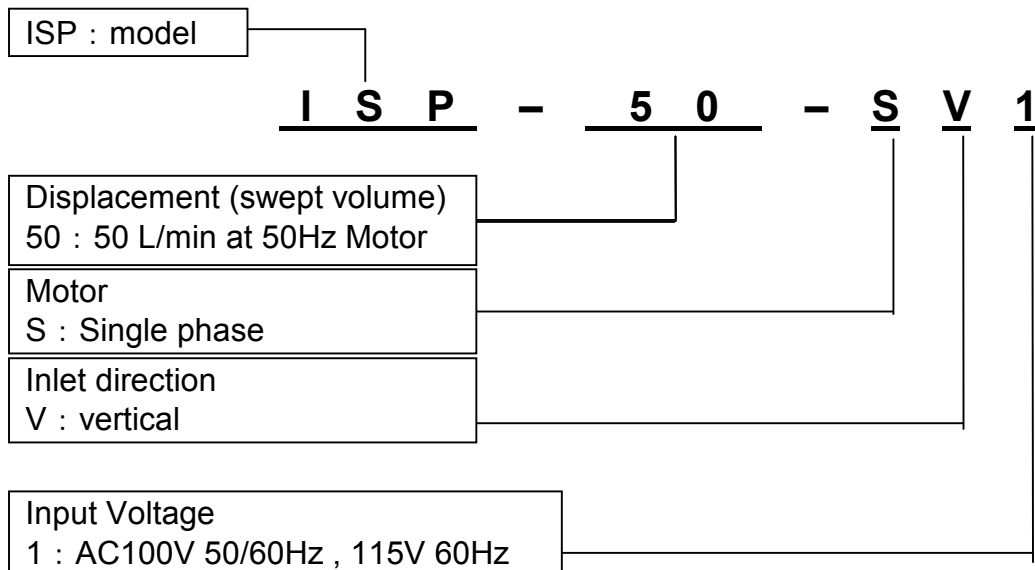 ISP : model
I S P – 5 0 – S V 1
Displacement (swept volume)
50 : 50 L/min at 50Hz Motor
Motor
S : Single phase
Inlet direction
V : vertical
Input Voltage
1 : AC100V 50/60Hz , 115V 60Hz